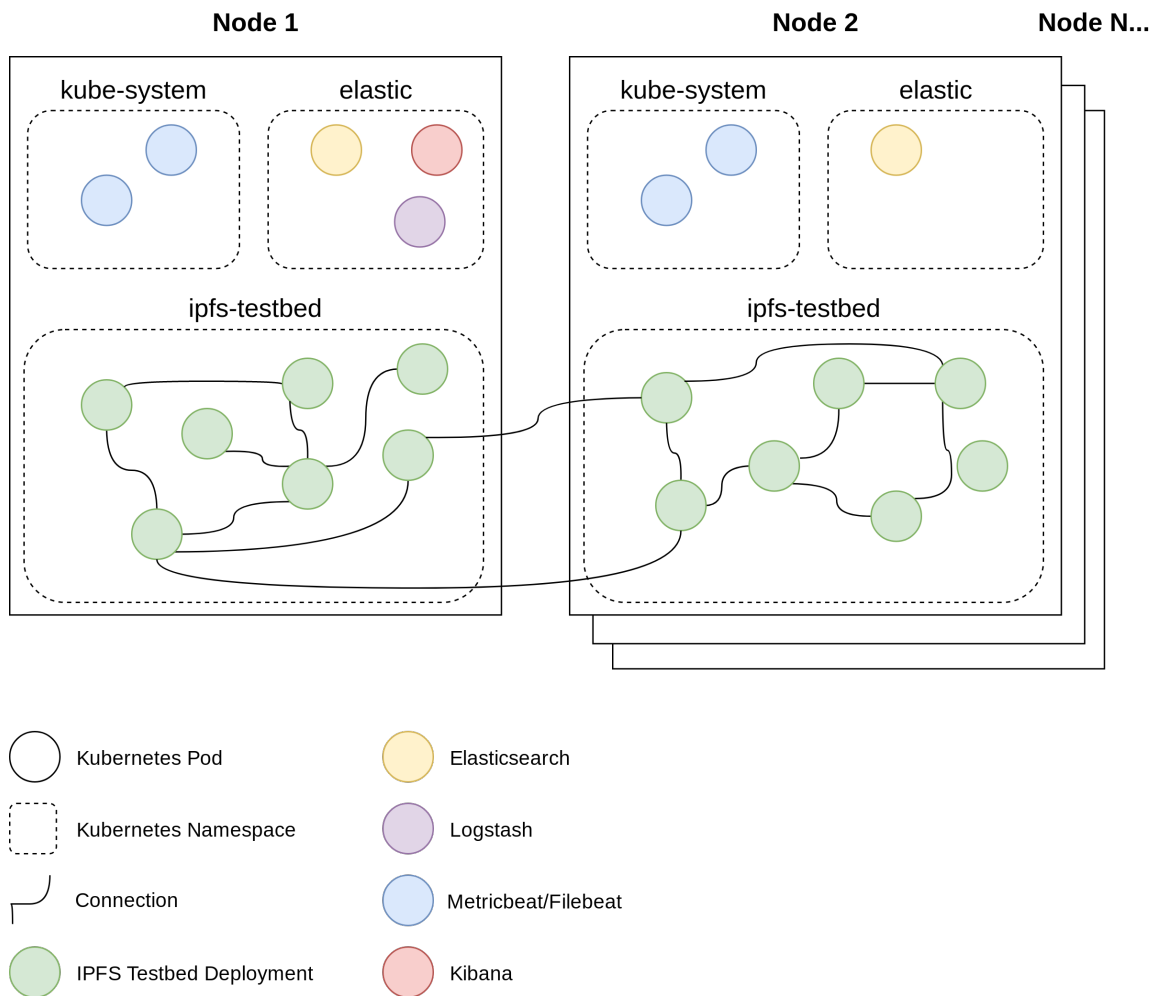 Node 1
Node 2
Node N...
kube-system
elastic
kube-system
elastic
ipfs-testbed
ipfs-testbed
Kubernetes Pod
Elasticsearch
Kubernetes Namespace
Logstash
Connection
Metricbeat/Filebeat
IPFS Testbed Deployment
Kibana